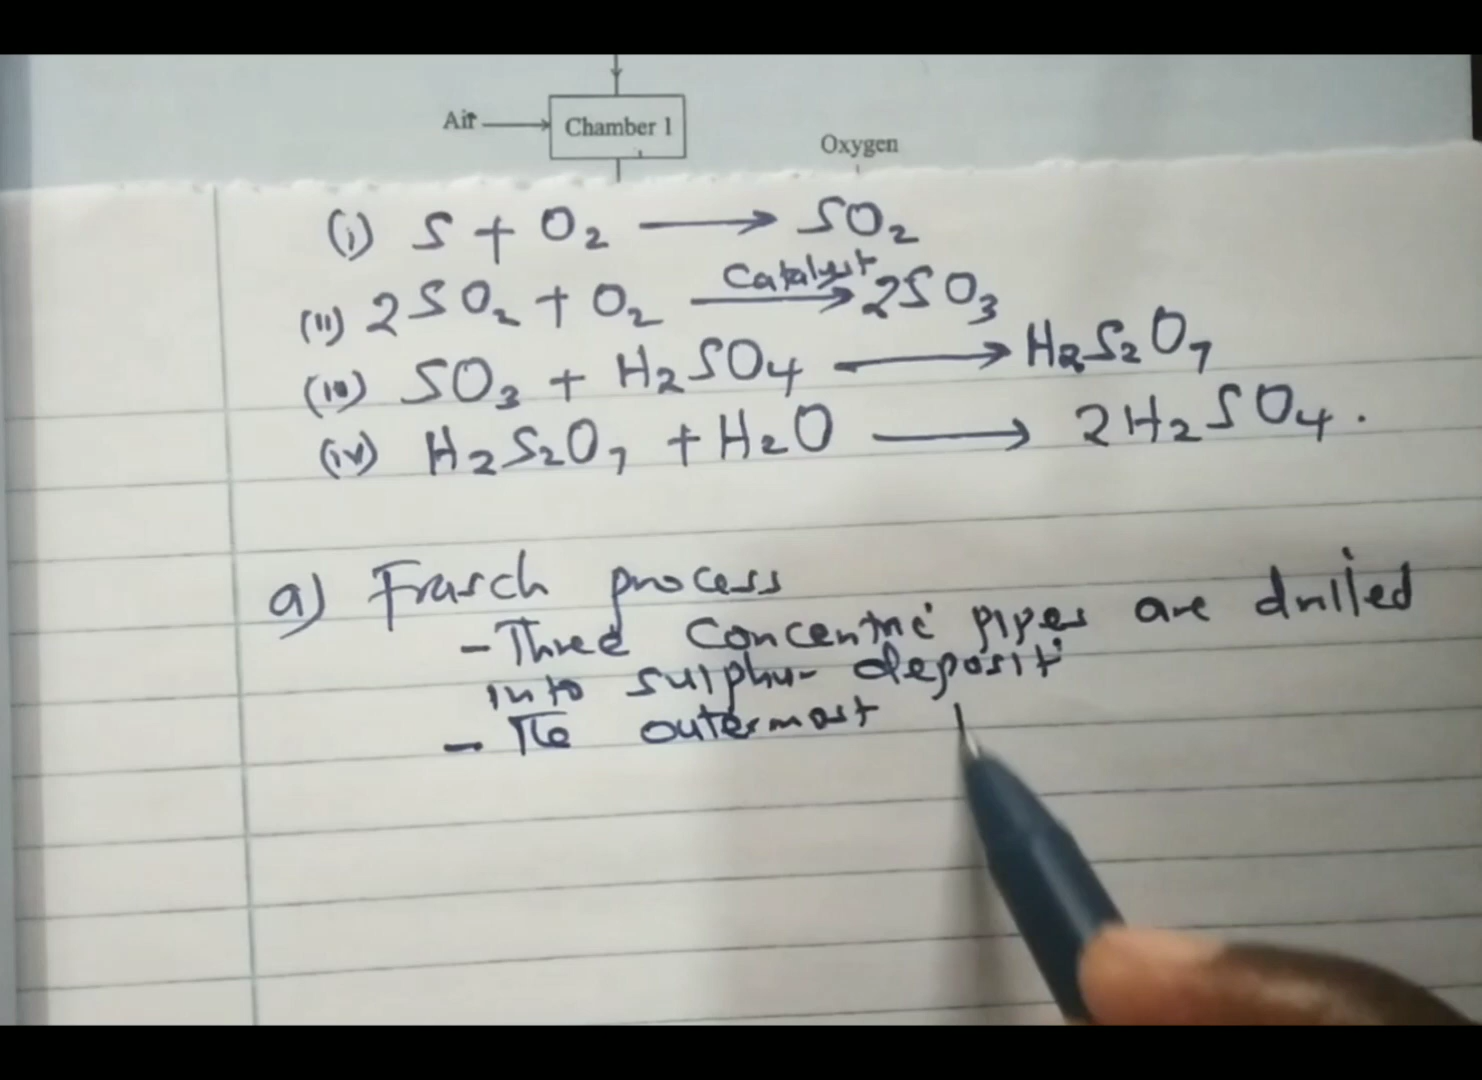 Air
Chamber 1
Oxygen
(i) S + O₂ ⟶ SO₂
(ii) 2SO₂ + O₂ ⟶ 2SO₃
Catalyst
(iii) SO₃ + H₂SO₄ ⟶ H₂S₂O₇
(iv) H₂S₂O₇ + H₂O ⟶ 2H₂SO₄.
a) Frasch process
- Three concentric pipes are drilled
into sulphur deposit
- The outermost